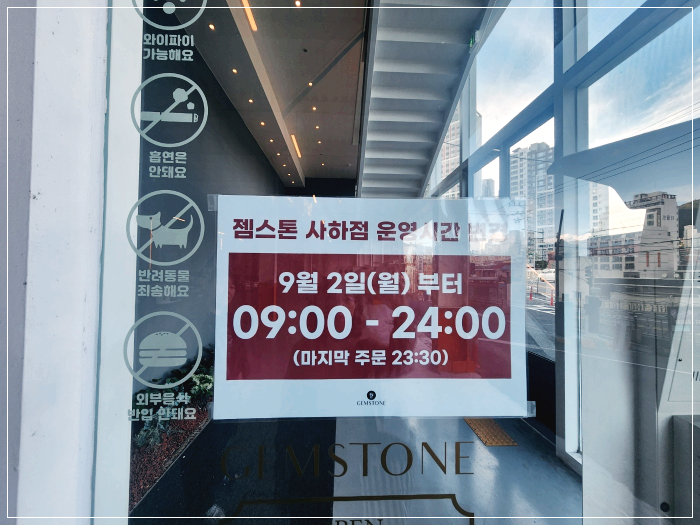 와이파이
가능해요
흡연은
안돼요
반려동물
죄송해요
외부음식
반입 안돼요
젬스톤 사하점 운영시간 변경
9월 2일(월) 부터
09:00 - 24:00
(마지막 주문 23:30)
GEMSTONE
GEMSTONE
OPEN